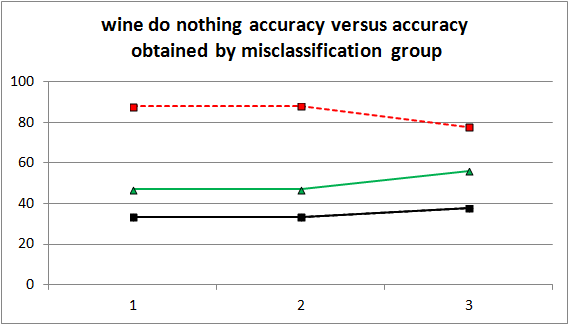 wine do nothing accuracy versus accuracy
obtained by misclassification group
100
80
60
40
20
0
1 2 3